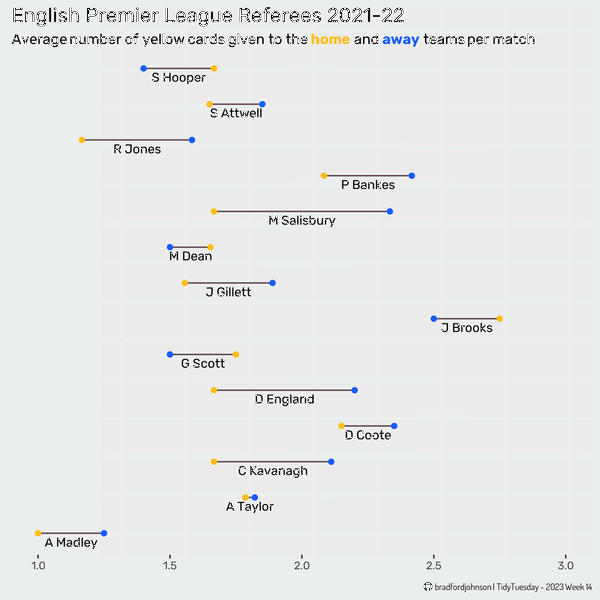 English Premier League Referees 2021-22
Average number of yellow cards given to the home and away teams per match
S Hooper
S Attwell
R Jones
P Bankes
M Salisbury
M Dean
J Gillett
J Brooks
G Scott
D England
D Coote
C Kavanagh
A Taylor
A Madley
1.0 1.5 2.0 2.5 3.0
bradfordjohnson | TidyTuesday - 2023 Week 14